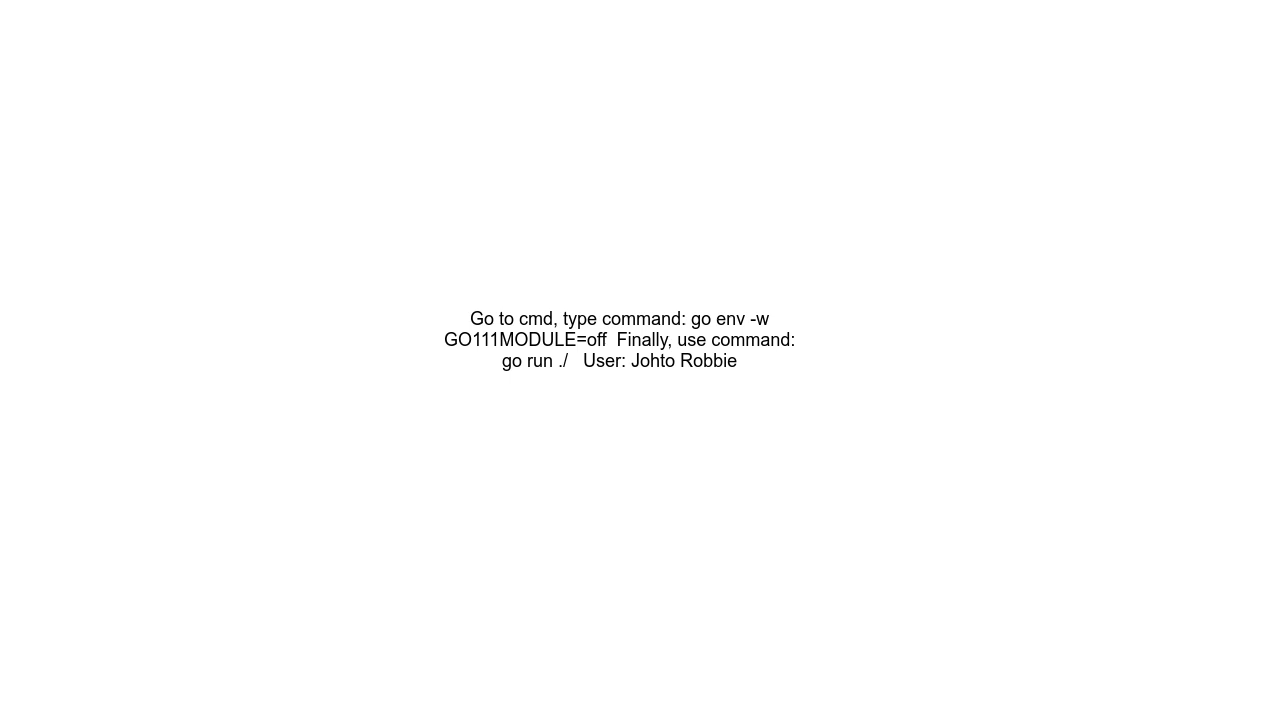 Go to cmd, type command: go env -w
GO111MODULE=off  Finally, use command:
go run ./   User: Johto Robbie